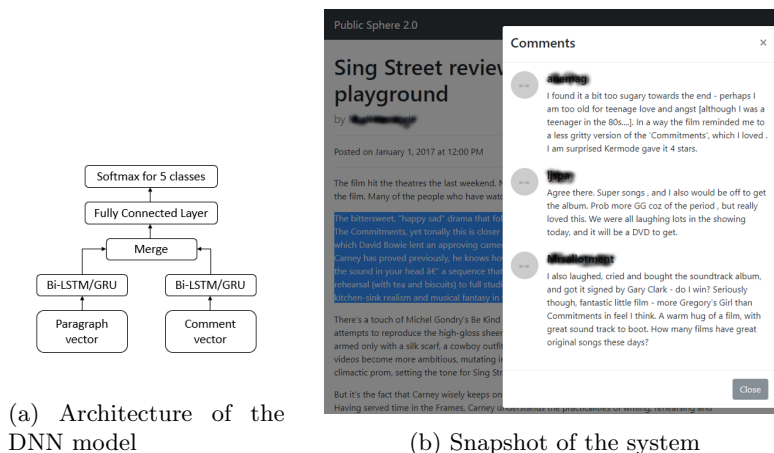 Softmax for 5 classes
Fully Connected Layer
Merge
Bi-LSTM/GRU
Bi-LSTM/GRU
Paragraph
vector
Comment
vector
(a) Architecture of the
DNN model
Public Sphere 2.0
Sing Street review
playground
by
Posted on January 1, 2017 at 12:00 PM
The film hit the theatres the last weekend.
the film. Many of the people who have
The bittersweet, "happy sad" drama that
The Commitments, yet tonally this is closer
which David Bowie lent an approving
Carney has proved previously, he knows
the sound in your head â€" a sequence that
rehearsal (with tea and biscuits) to full
kitchen-sink realism and musical fantasy in
There's a touch of Michel Gondry's Be Kind
attempts to reproduce the high-gloss
armed only with a silk scarf, a cowboy
videos become more ambitious, mutating
climactic prom, setting the tone for Sing
But it's the fact that Carney wisely keeps on
Having served time in the Frames, Carney understands the practicalities of writing, rehearsing and
Comments
×
I found it a bit too sugary towards the end - perhaps I
am too old for teenage love and angst [although I was a
teenager in the 80s....]. In a way the film reminded me to
a less gritty version of the 'Commitments', which I loved .
I am surprised Kermode gave it 4 stars.
Agree there. Super songs , and I also would be off to get
the album. Prob more GG coz of the period , but really
loved this. We were all laughing lots in the showing
today, and it will be a DVD to get.
I also laughed, cried and bought the soundtrack album,
and got it signed by Gary Clark - do I win? Seriously
though, fantastic little film - more Gregory's Girl than
Commitments in feel I think. A warm hug of a film, with
great sound track to boot. How many films have great
original songs these days?
Close
(b) Snapshot of the system